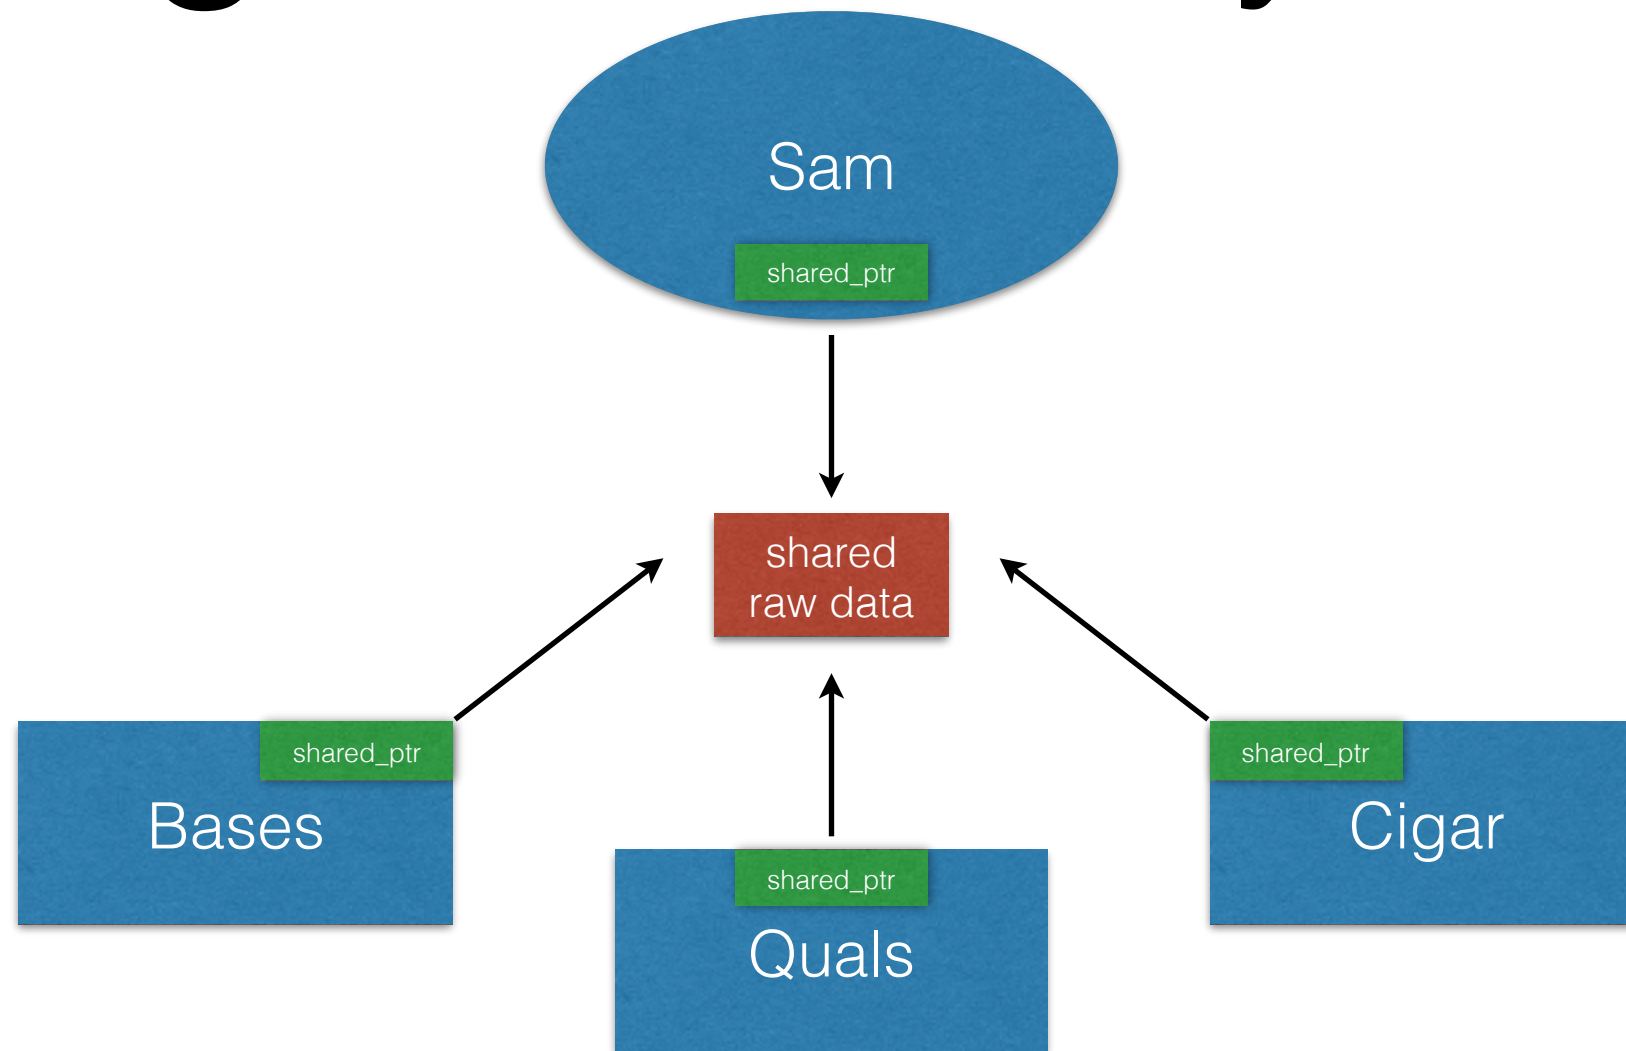 Sam
shared_ptr
shared
raw data
shared_ptr
Bases
shared_ptr
Quals
shared_ptr
Cigar